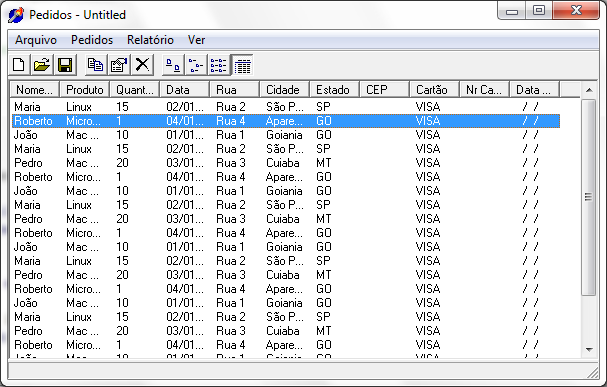 Pedidos - Untitled
Arquivo Pedidos Relatório Ver
Nome... Produto Quant... Data Rua Cidade Estado CEP Cartão Nr Ca... Data ...
Maria Linux 15 02/01... Rua 2 São P... SP VISA / /
Roberto Micro... 1 04/01... Rua 4 Apare... GO VISA / /
João Mac ... 10 01/01... Rua 1 Goiania GO VISA / /
Maria Linux 15 02/01... Rua 2 São P... SP VISA / /
Pedro Mac ... 20 03/01... Rua 3 Cuiaba MT VISA / /
Roberto Micro... 1 04/01... Rua 4 Apare... GO VISA / /
João Mac ... 10 01/01... Rua 1 Goiania GO VISA / /
Maria Linux 15 02/01... Rua 2 São P... SP VISA / /
Pedro Mac ... 20 03/01... Rua 3 Cuiaba MT VISA / /
Roberto Micro... 1 04/01... Rua 4 Apare... GO VISA / /
João Mac ... 10 01/01... Rua 1 Goiania GO VISA / /
Maria Linux 15 02/01... Rua 2 São P... SP VISA / /
Pedro Mac ... 20 03/01... Rua 3 Cuiaba MT VISA / /
Roberto Micro... 1 04/01... Rua 4 Apare... GO VISA / /
João Mac ... 10 01/01... Rua 1 Goiania GO VISA / /
Maria Linux 15 02/01... Rua 2 São P... SP VISA / /
Pedro Mac ... 20 03/01... Rua 3 Cuiaba MT VISA / /
Roberto Micro... 1 04/01... Rua 4 Apare... GO VISA / /
João Mac ... 10 01/01... Rua 1 Goiania GO VISA / /